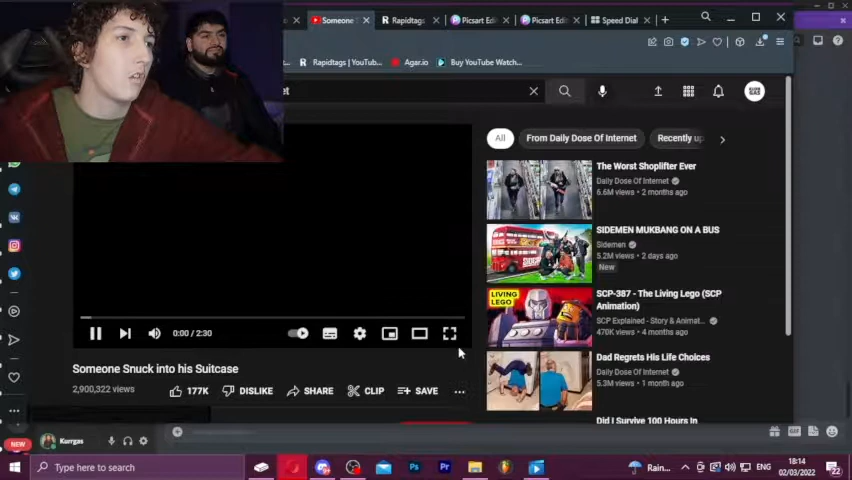 Someone S
Rapidtags
Picsart Edi
Picsart Edi
Speed Dial
Rapidtags | YouTub...
Agar.io
Buy YouTube Watch...
et
All
From Daily Dose Of Internet
Recently up
The Worst Shoplifter Ever
Daily Dose Of Internet
6.6M views • 2 months ago
SIDEMEN MUKBANG ON A BUS
Sidemen
5.2M views • 2 days ago
New
LIVING
LEGO
SCP-387 - The Living Lego (SCP
Animation)
SCP Explained - Story & Animat...
470K views • 4 months ago
Dad Regrets His Life Choices
Daily Dose Of Internet
5.3M views • 1 month ago
Did I Survive 100 Hours In
0:00 / 2:30
Someone Snuck into his Suitcase
2,900,322 views
177K
DISLIKE
SHARE
CLIP
SAVE
NEW
Kurrgas
GIF
Type here to search
Ps
Pr
Rain...
ENG
18:14
02/03/2022
22